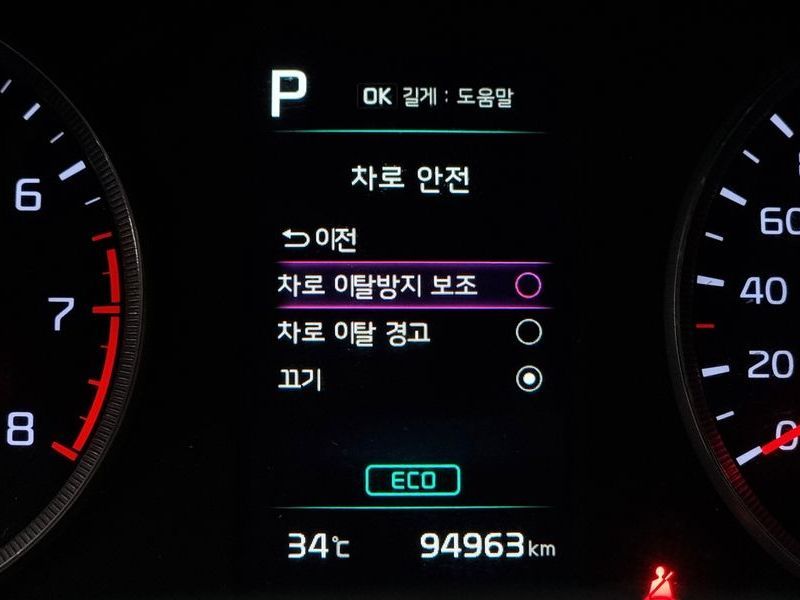 P
OK 길게 : 도움말
차로 안전
이전
차로 이탈방지 보조
차로 이탈 경고
끄기
ECO
34℃ 94963km
6
7
8
60
40
20
0